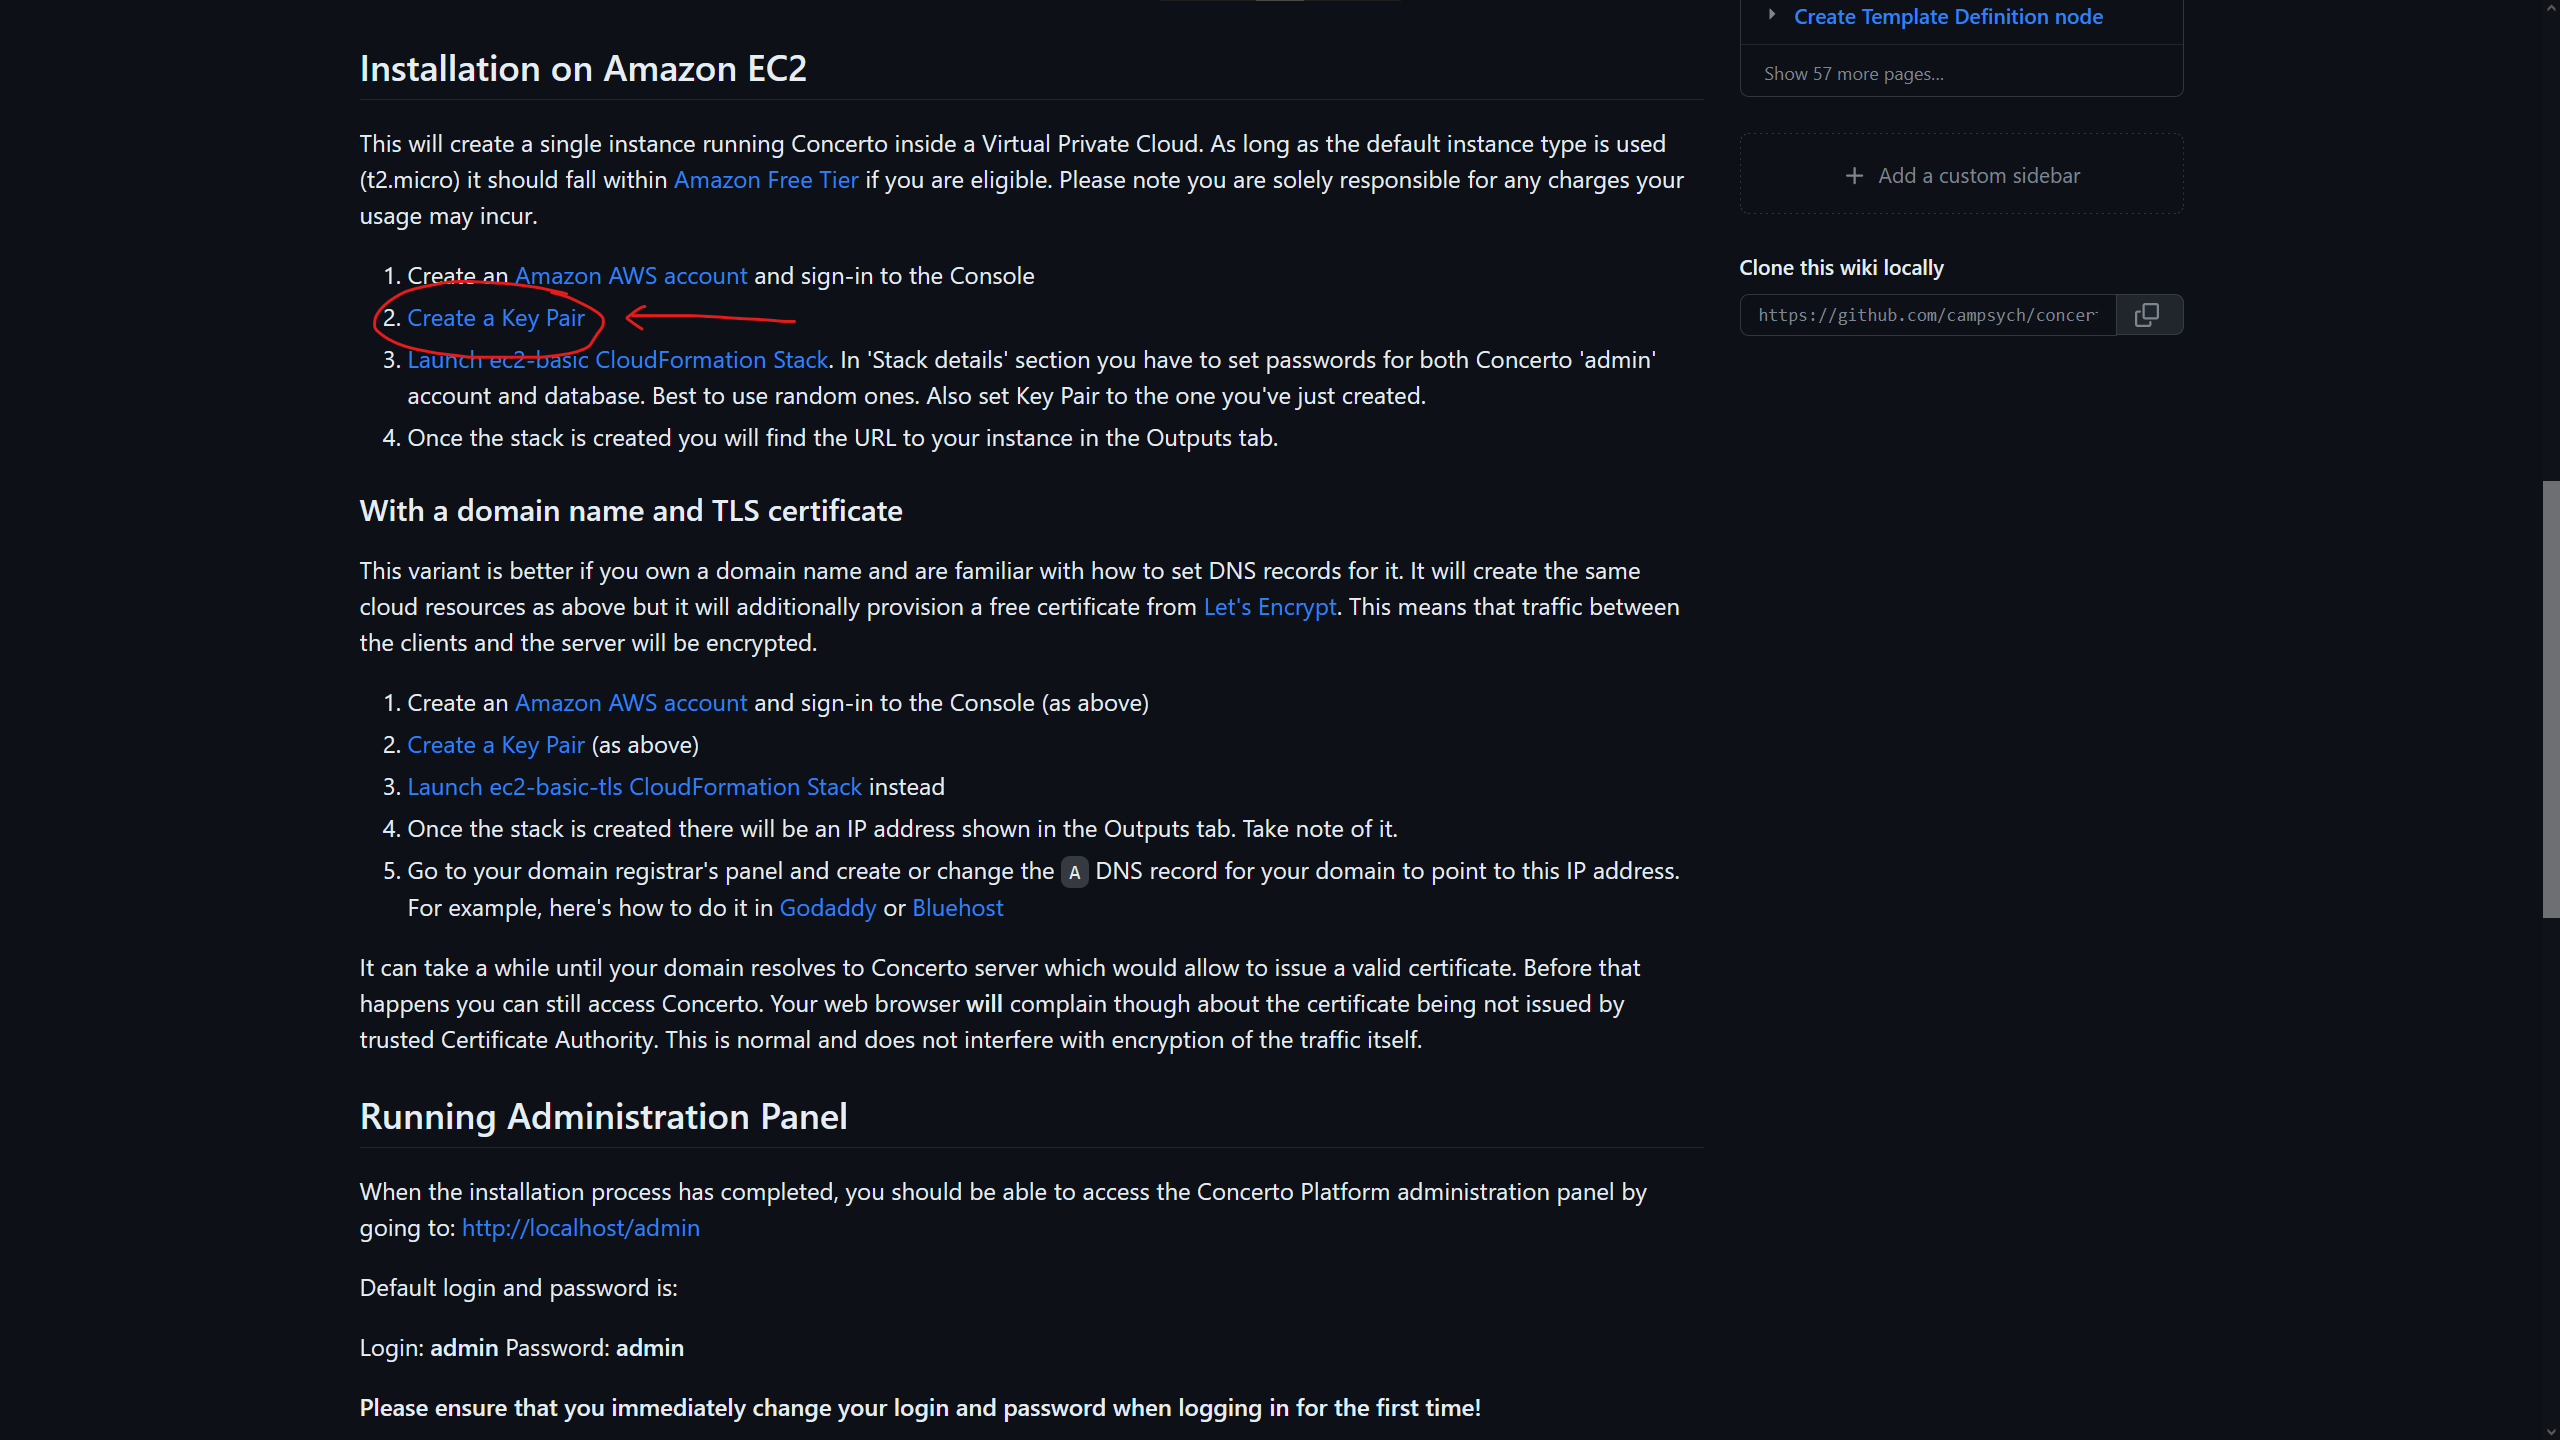 Installation on Amazon EC2
This will create a single instance running Concerto inside a Virtual Private Cloud. As long as the default instance type is used
(t2.micro) it should fall within Amazon Free Tier if you are eligible. Please note you are solely responsible for any charges your
usage may incur.
1. Create an Amazon AWS account and sign-in to the Console
2. Create a Key Pair
3. Launch ec2-basic CloudFormation Stack. In 'Stack details' section you have to set passwords for both Concerto 'admin'
account and database. Best to use random ones. Also set Key Pair to the one you've just created.
4. Once the stack is created you will find the URL to your instance in the Outputs tab.
With a domain name and TLS certificate
This variant is better if you own a domain name and are familiar with how to set DNS records for it. It will create the same
cloud resources as above but it will additionally provision a free certificate from Let's Encrypt. This means that traffic between
the clients and the server will be encrypted.
1. Create an Amazon AWS account and sign-in to the Console (as above)
2. Create a Key Pair (as above)
3. Launch ec2-basic-tls CloudFormation Stack instead
4. Once the stack is created there will be an IP address shown in the Outputs tab. Take note of it.
5. Go to your domain registrar's panel and create or change the A DNS record for your domain to point to this IP address.
For example, here's how to do it in Godaddy or Bluehost
It can take a while until your domain resolves to Concerto server which would allow to issue a valid certificate. Before that
happens you can still access Concerto. Your web browser will complain though about the certificate being not issued by
trusted Certificate Authority. This is normal and does not interfere with encryption of the traffic itself.
Running Administration Panel
When the installation process has completed, you should be able to access the Concerto Platform administration panel by
going to: http://localhost/admin
Default login and password is:
Login: admin Password: admin
Please ensure that you immediately change your login and password when logging in for the first time!
Create Template Definition node
Show 57 more pages...
+ Add a custom sidebar
Clone this wiki locally
https://github.com/campsych/concer